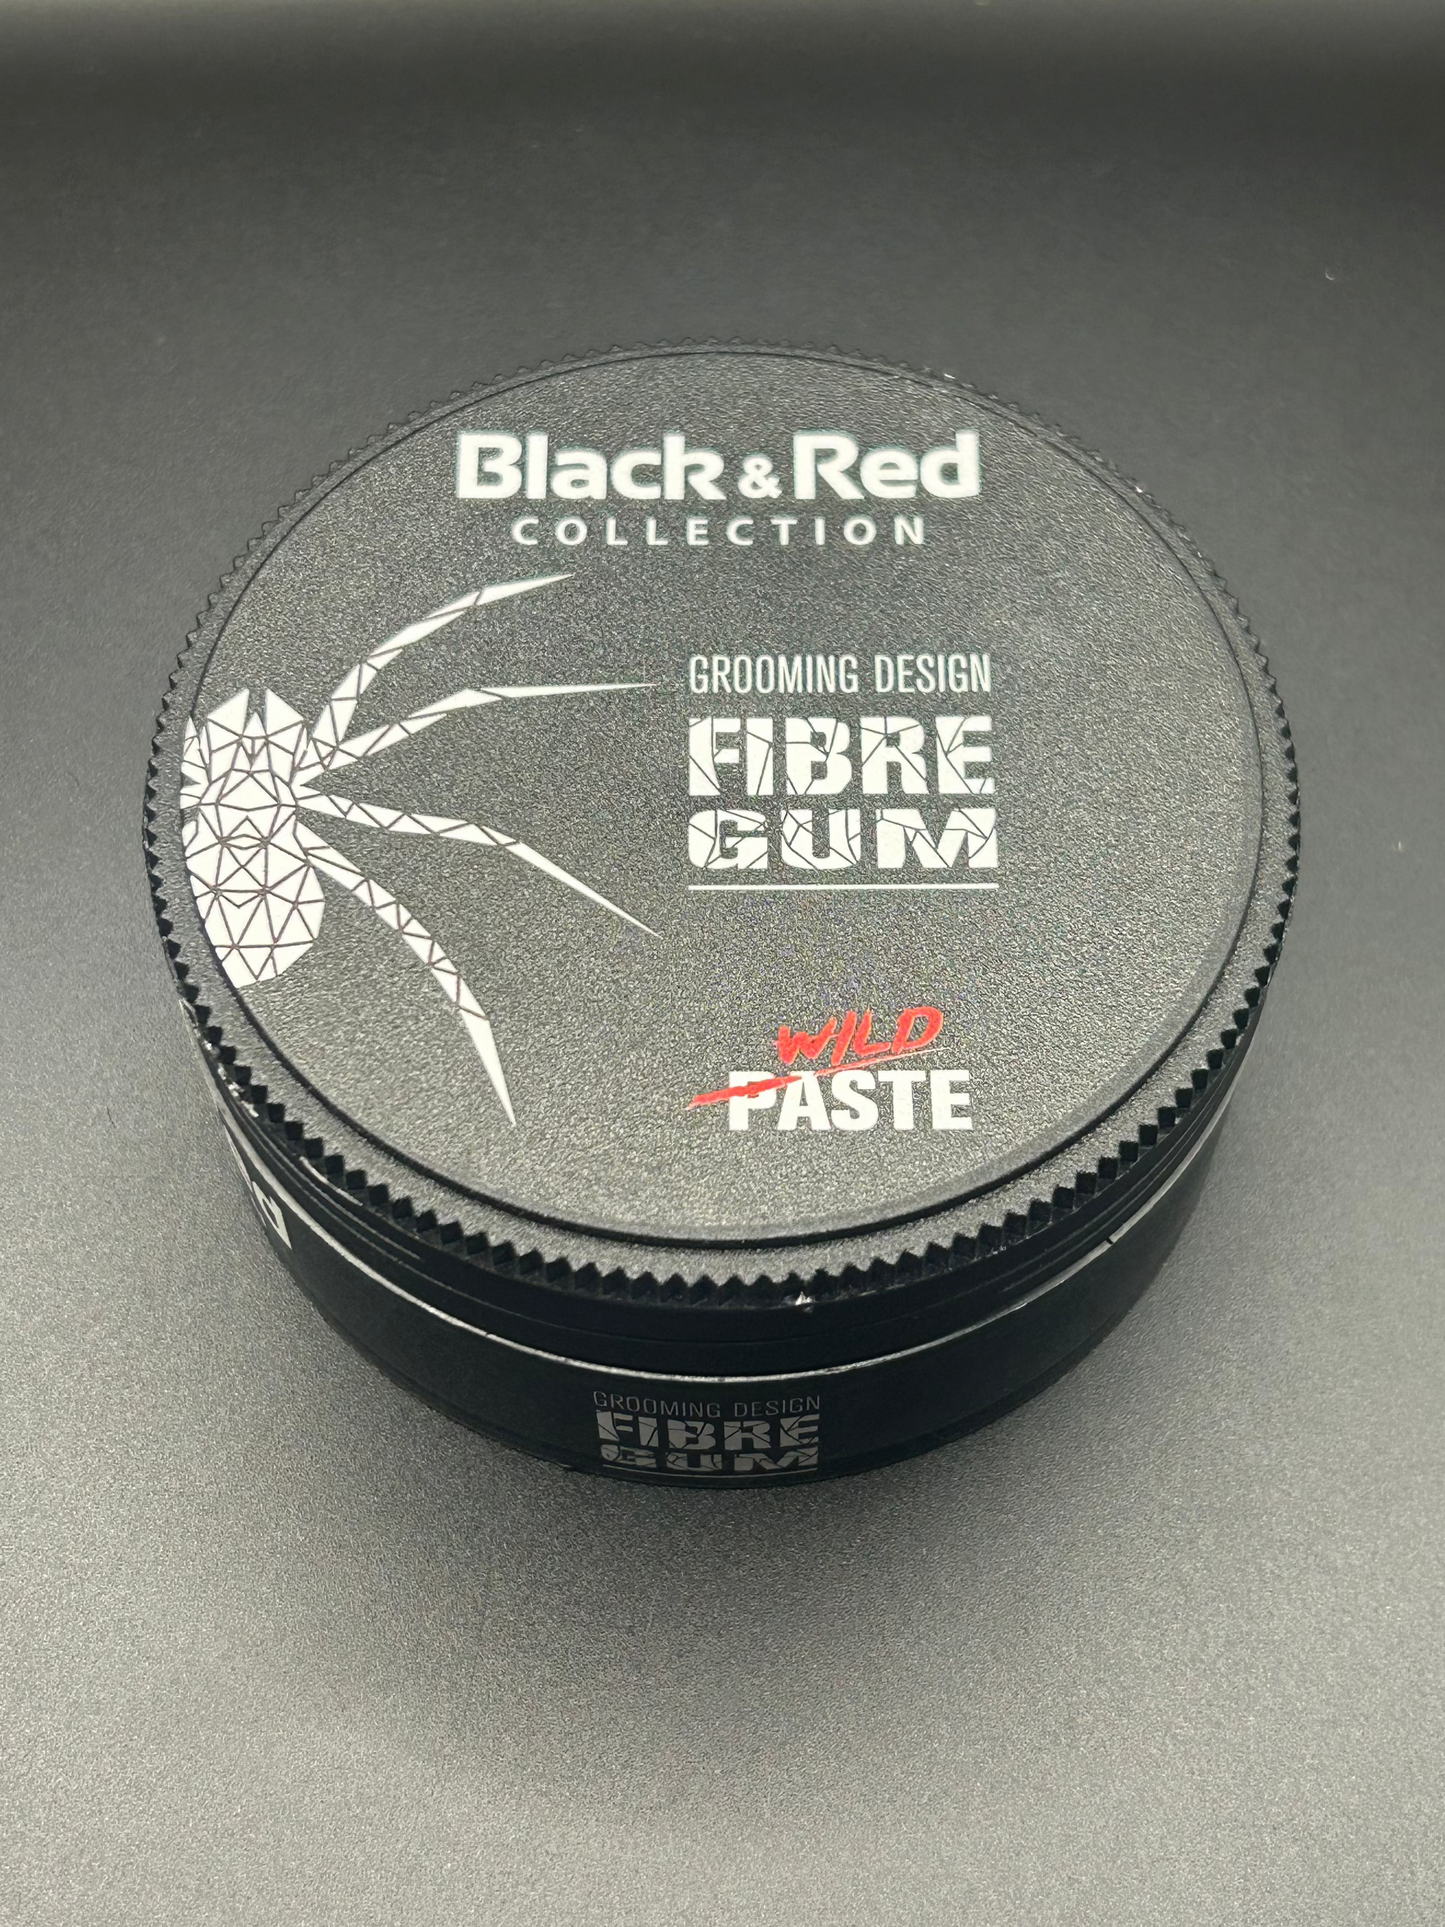 Black & Red
COLLECTION
GROOMING DESIGN
FIBRE
GUM
WILD
PASTE
GROOMING DESIGN
FIBRE
GUM